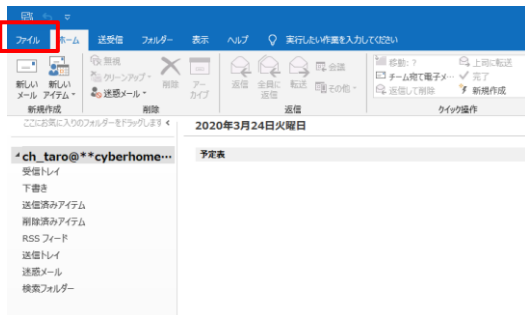 ファイル ホーム 送受信 フォルダー 表示 ヘルプ 実行したい作業を入力してください
新しいメール 新しいアイテム 無視 クリーンアップ 迷惑メール 削除 アーカイブ 返信 全員に返信 転送 会議 その他 移動: ? 上司に転送 チーム宛て電子メ… 完了 返信して削除 新規作成
新規作成 削除 返信 クイック操作
ここにお気に入りのフォルダーをドラッグします
2020年3月24日火曜日
予定表
ch_taro@**cyberhome…
受信トレイ
下書き
送信済みアイテム
削除済みアイテム
RSS フィード
送信トレイ
迷惑メール
検索フォルダー